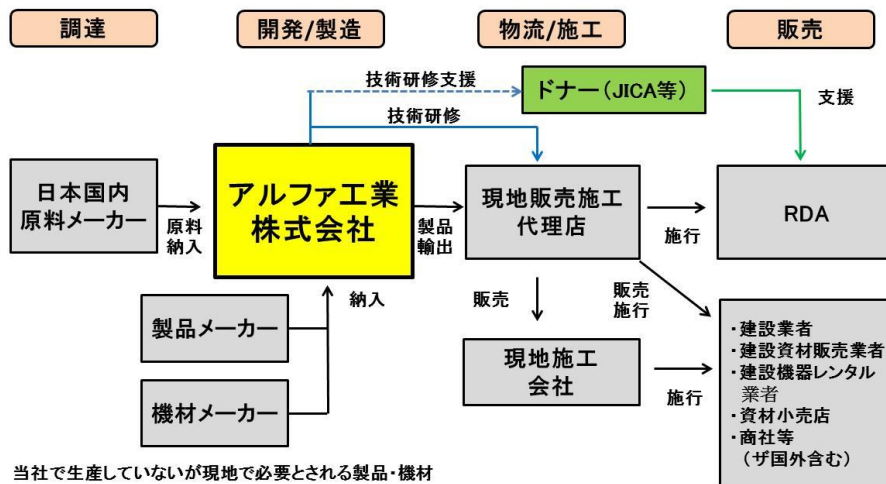 調達
開発/製造
物流/施工
販売
技術研修支援
ドナー(JICA等)
支援
技術研修
日本国内
原料メーカー
原料
納入
アルファ工業
株式会社
製品
輸出
現地販売施工
代理店
施行
RDA
納入
販売
販売
施行
製品メーカー
機材メーカー
現地施工
会社
施行
・建設業者
・建設資材販売業者
・建設機器レンタル
業者
・資材小売店
・商社等
(ザ国外含む)
当社で生産していないが現地で必要とされる製品・機材